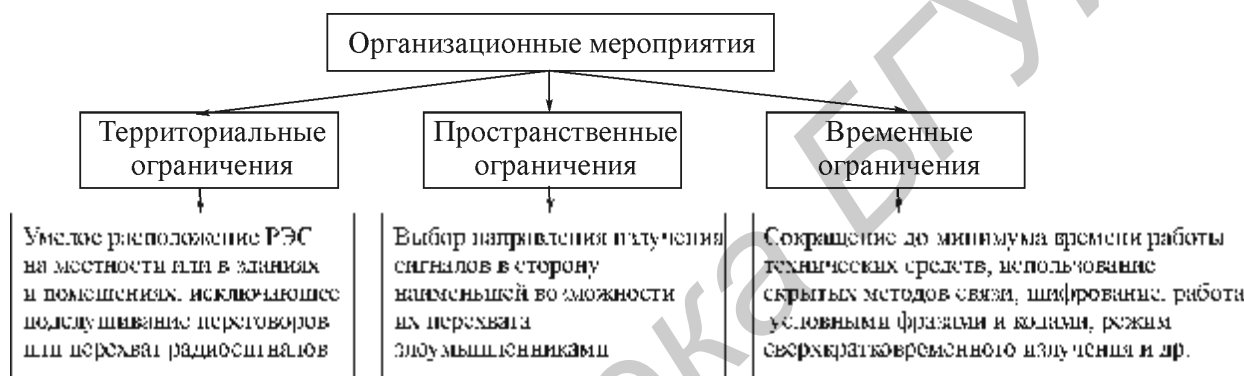 Организационные мероприятия
Территориальные
ограничения
Пространственные
ограничения
Временные
ограничения
Умелое расположение РЭС
на местности или в зданиях
и помещениях, исключающее
подслушивание переговоров
или перехват радиосигналов
Выбор направления излучения
сигналов в сторону
наименьшей возможности
их перехвата
злоумышленниками
Сокращение до минимума времени работы
технических средств, использование
скрытых методов связи, шифрование, работа
условными фразами и кодами, режим
сверхкратковременного излучения и др.